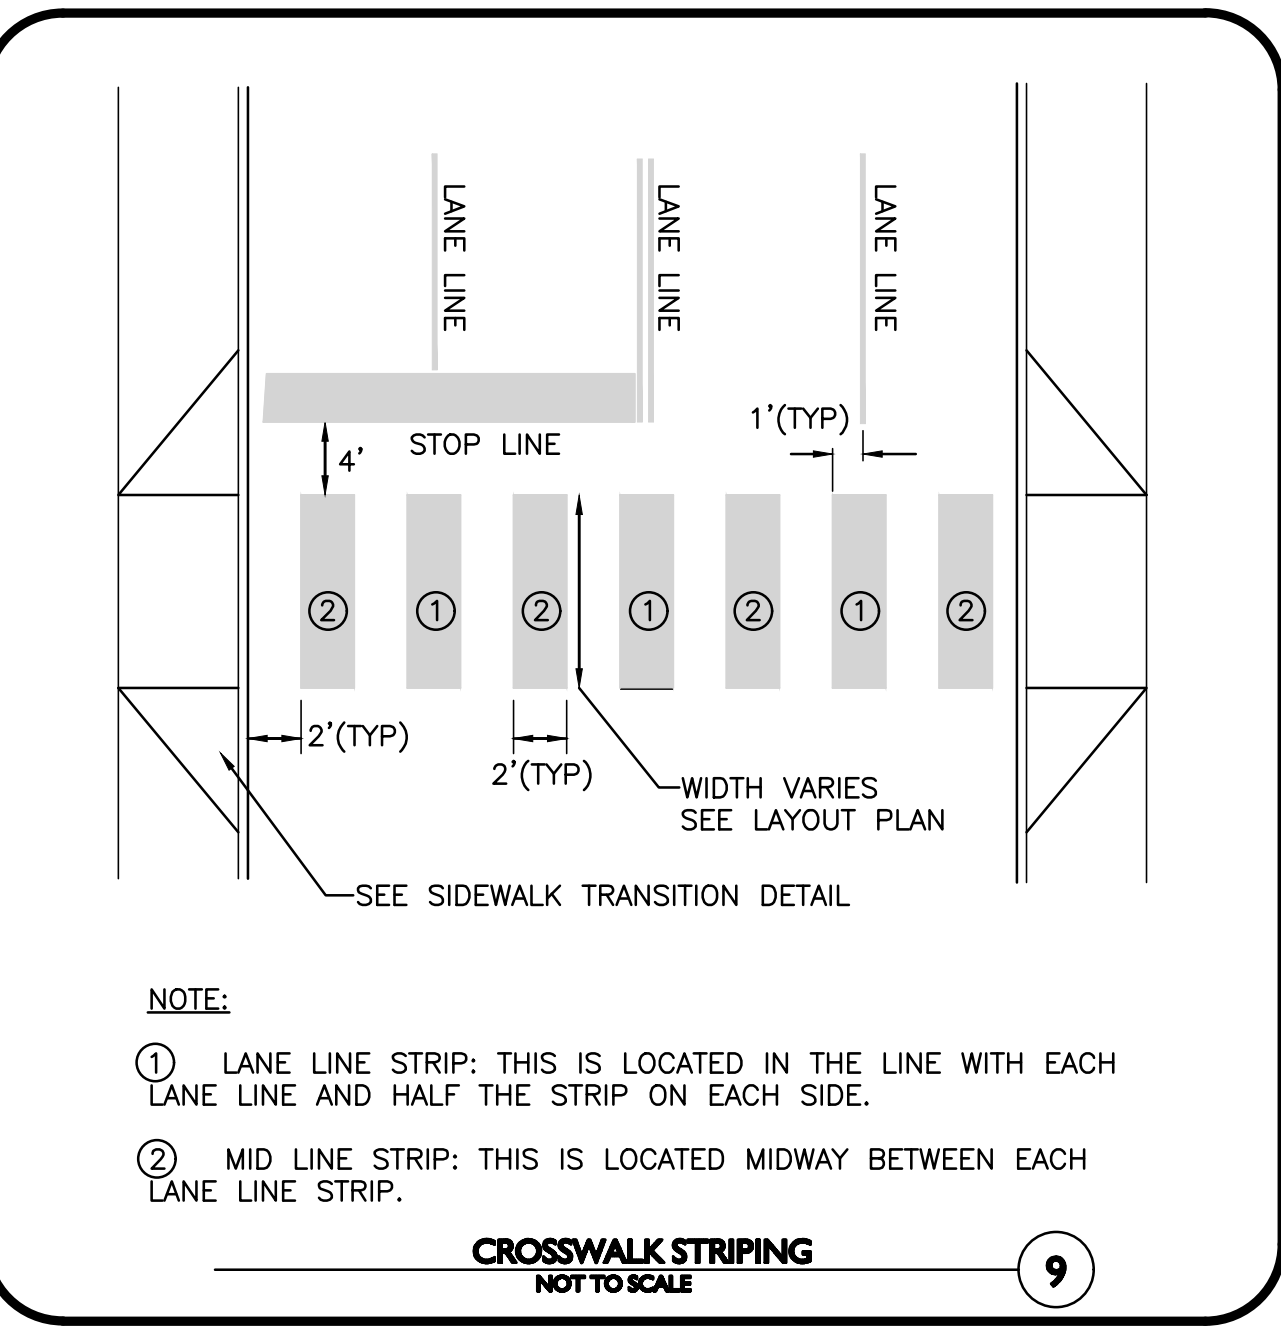 LANE LINE
LANE LINE
LANE LINE
1'(TYP)
STOP LINE
4'
2
1
2
1
2
1
2
2'(TYP)
2'(TYP)
WIDTH VARIES
SEE LAYOUT PLAN
SEE SIDEWALK TRANSITION DETAIL
NOTE:
1 LANE LINE STRIP: THIS IS LOCATED IN THE LINE WITH EACH
LANE LINE AND HALF THE STRIP ON EACH SIDE.
2 MID LINE STRIP: THIS IS LOCATED MIDWAY BETWEEN EACH
LANE LINE STRIP.
CROSSWALK STRIPING
NOT TO SCALE
9